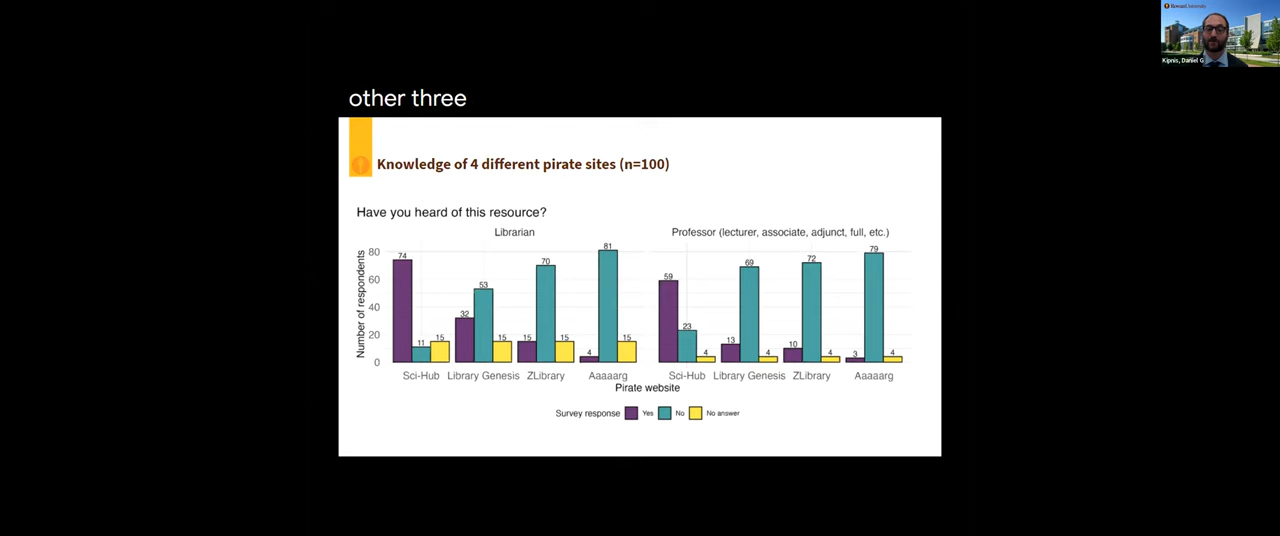 RowanUniversity
Kipnis, Daniel G
other three
Knowledge of 4 different pirate sites (n=100)
Have you heard of this resource?
Librarian
Professor (lecturer, associate, adjunct, full, etc.)
Number of respondents
80
60
40
20
0
74
11
15
32
53
15
15
70
15
4
81
15
59
23
4
13
69
4
10
72
4
3
79
4
Sci-Hub Library Genesis ZLibrary Aaaaarg
Sci-Hub Library Genesis ZLibrary Aaaaarg
Pirate website
Survey response Yes No No answer